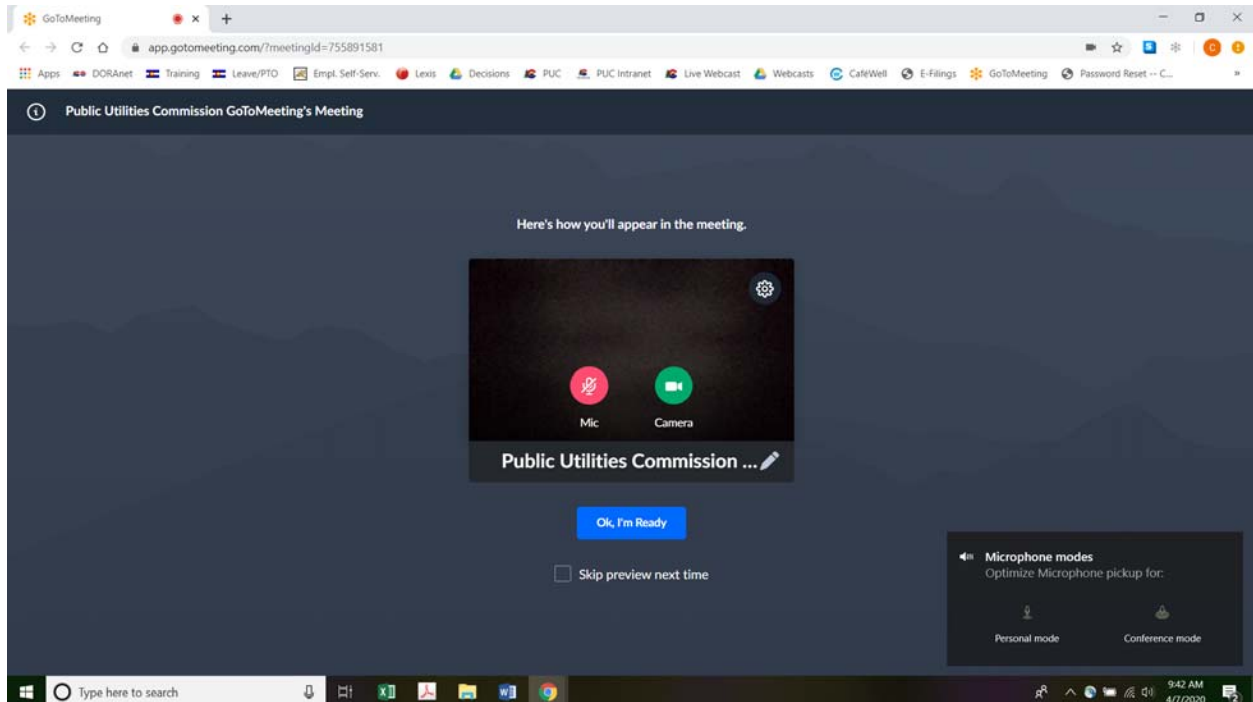 GoToMeeting
app.gotomeeting.com/?meetingId=755891581
Apps DORAnet Training Leave/PTO Empl. Self-Serv. Lexis Decisions PUC PUC Intranet Live Webcast Webcasts CaféWell E-Filings GoToMeeting Password Reset -- C... »
Public Utilities Commission GoToMeeting's Meeting
Here's how you'll appear in the meeting.
Mic Camera
Public Utilities Commission ...
Ok, I'm Ready
Skip preview next time
Microphone modes
Optimize Microphone pickup for:
Personal mode Conference mode
Type here to search
9:42 AM
4/7/2020